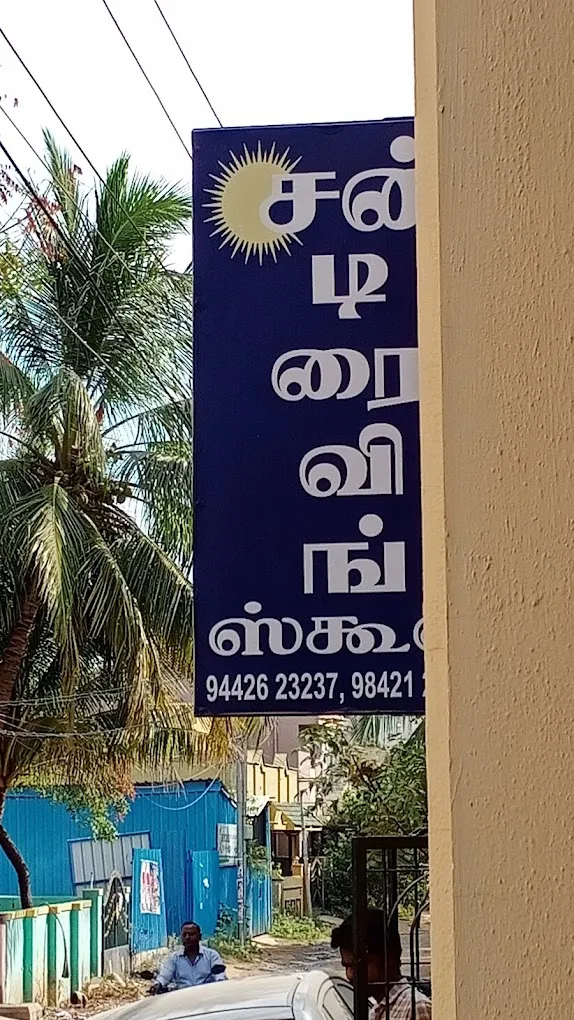 சன்
டி
ரை
வி
ங்
ஸ்கூ
94426 23237, 98421